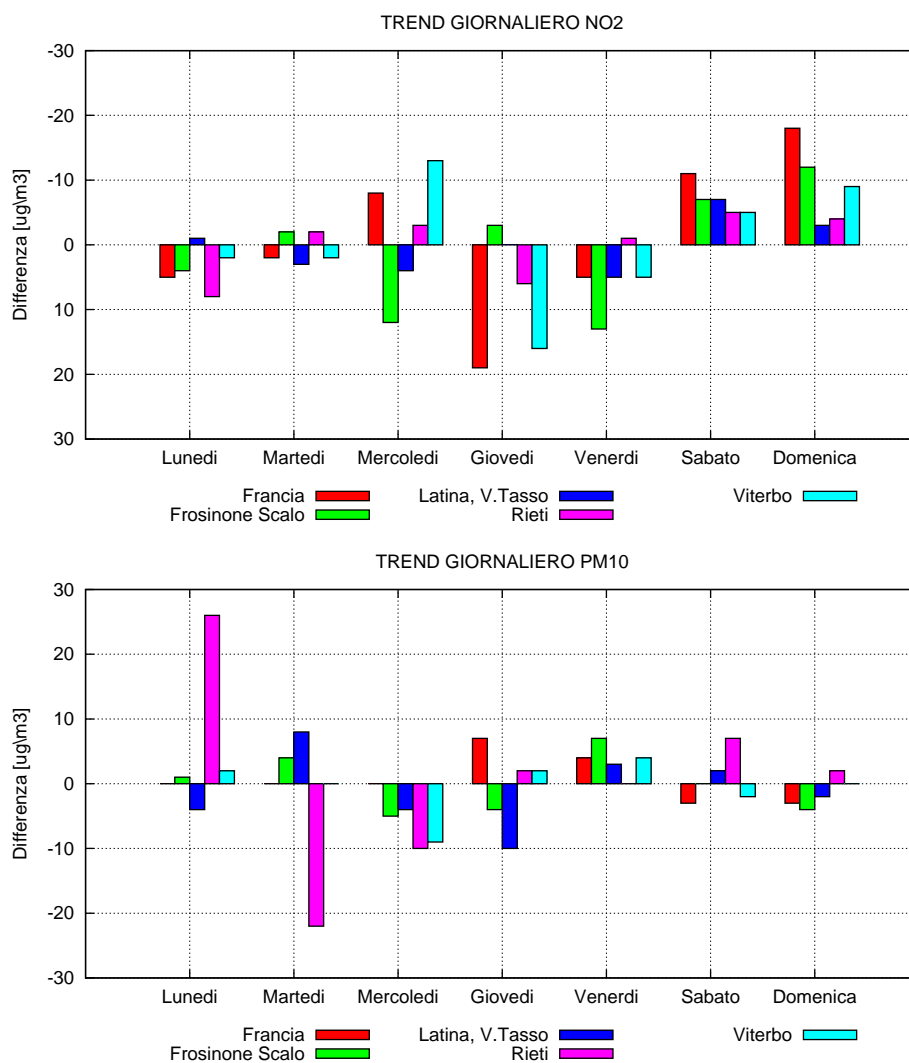 TREND GIORNALIERO NO2
-30
-20
-10
0
10
20
30
Differenza [ug\m3]
Lunedi Martedi Mercoledi Giovedi Venerdi Sabato Domenica
Francia Latina, V.Tasso Viterbo
Frosinone Scalo Rieti
TREND GIORNALIERO PM10
30
20
10
0
-10
-20
-30
Differenza [ug\m3]
Lunedi Martedi Mercoledi Giovedi Venerdi Sabato Domenica
Francia Latina, V.Tasso Viterbo
Frosinone Scalo Rieti